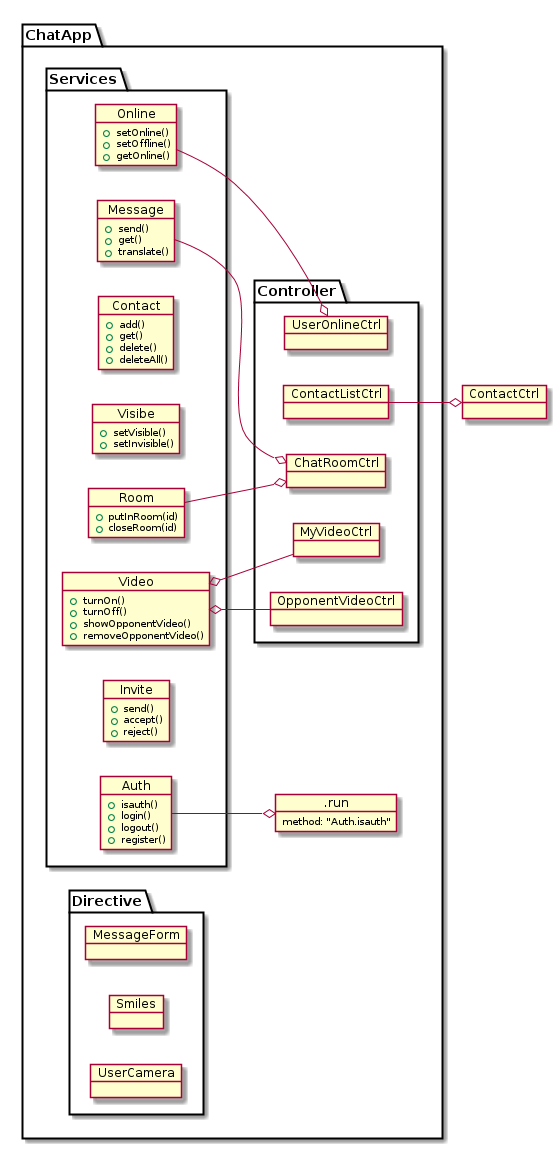 ChatApp
Services
Online
setOnline()
setOffline()
getOnline()
Message
send()
get()
translate()
Contact
add()
get()
delete()
deleteAll()
Visibe
setVisible()
setInvisible()
Room
putInRoom(id)
closeRoom(id)
Video
turnOn()
turnOff()
showOpponentVideo()
removeOpponentVideo()
Invite
send()
accept()
reject()
Auth
isauth()
login()
logout()
register()
Controller
UserOnlineCtrl
ContactListCtrl
ChatRoomCtrl
MyVideoCtrl
OpponentVideoCtrl
ContactCtrl
.run
method: "Auth.isauth"
Directive
MessageForm
Smiles
UserCamera